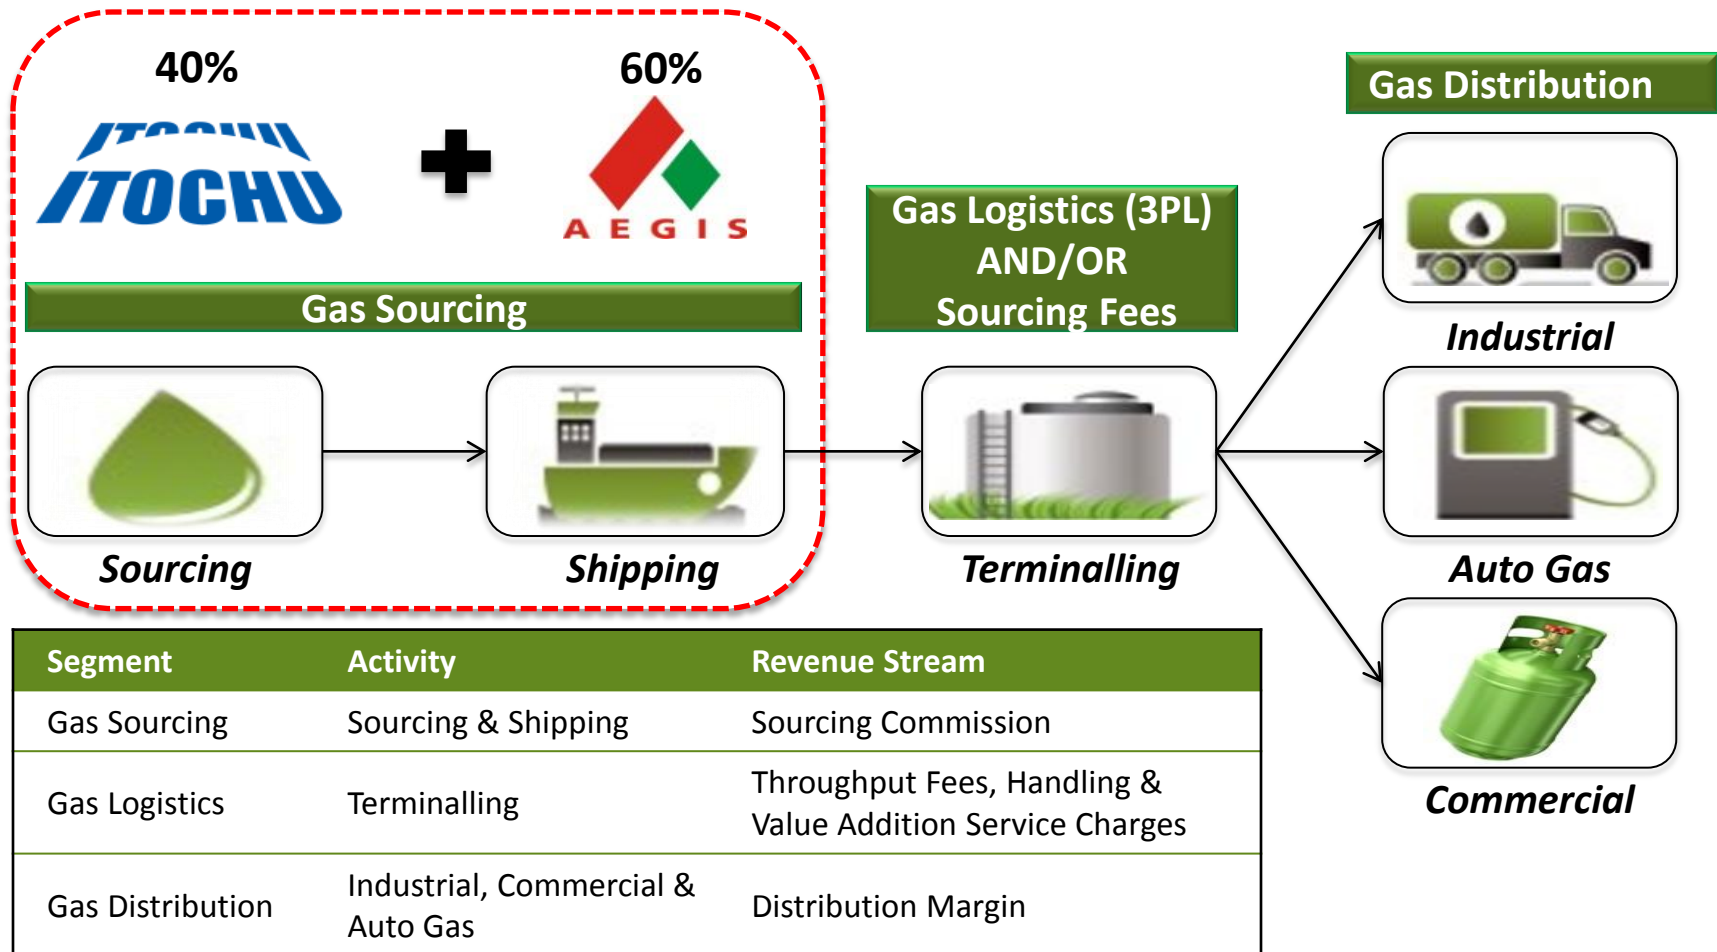 40%
60%
ITOCHU
ITOCHU
AEGIS
Gas Sourcing
Sourcing
Shipping
Gas Logistics (3PL)
AND/OR
Sourcing Fees
Terminalling
Gas Distribution
Industrial
Auto Gas
Commercial
Segment Activity Revenue Stream
Gas Sourcing Sourcing & Shipping Sourcing Commission
Gas Logistics Terminalling Throughput Fees, Handling &
Value Addition Service Charges
Gas Distribution Industrial, Commercial &
Auto Gas Distribution Margin